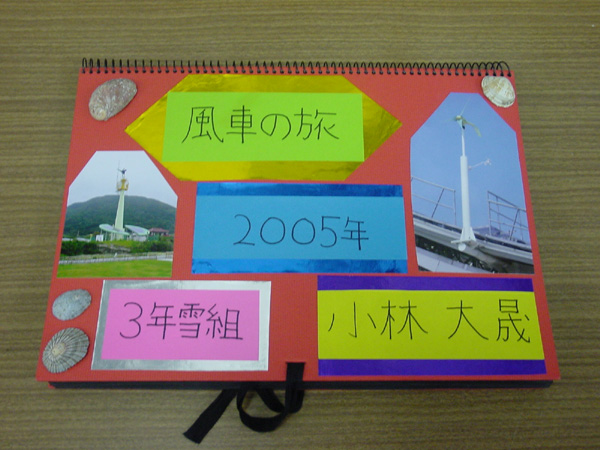 風車の旅
2005年
3年雪組
小林 大晟